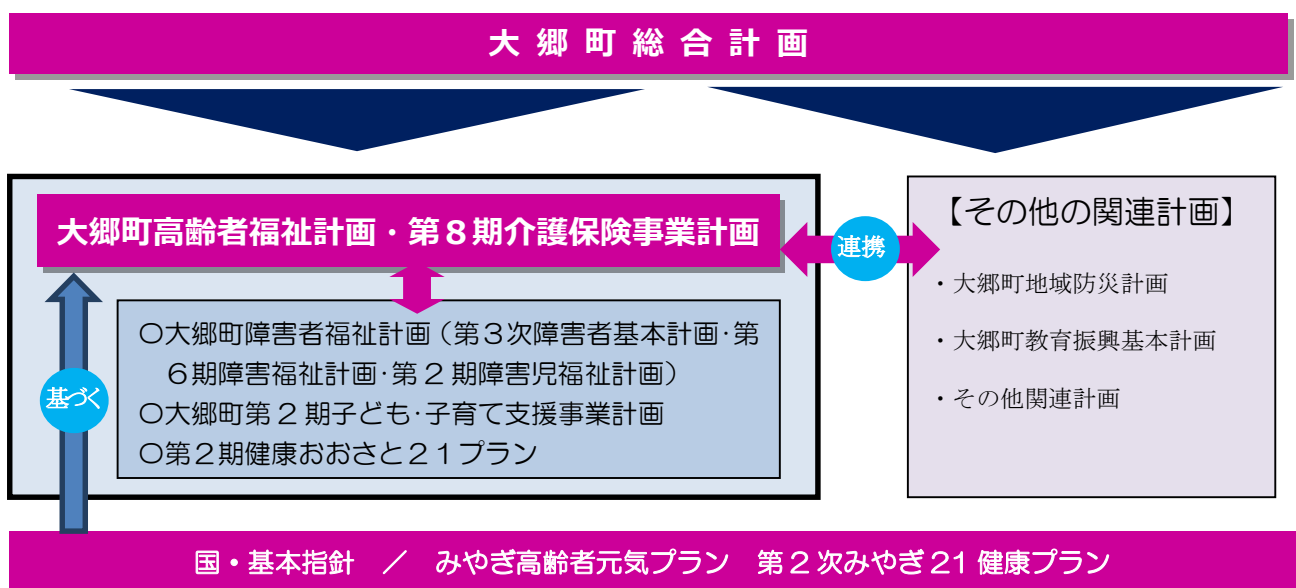 大郷町総合計画
大郷町高齢者福祉計画・第８期介護保険事業計画
連携
【その他の関連計画】
・大郷町地域防災計画
・大郷町教育振興基本計画
・その他関連計画
〇大郷町障害者福祉計画（第３次障害者基本計画・第
６期障害福祉計画・第２期障害児福祉計画）
〇大郷町第２期子ども・子育て支援事業計画
〇第２期健康おおさと２１プラン
基づく
国・基本指針　／　みやぎ高齢者元気プラン　第２次みやぎ21健康プラン